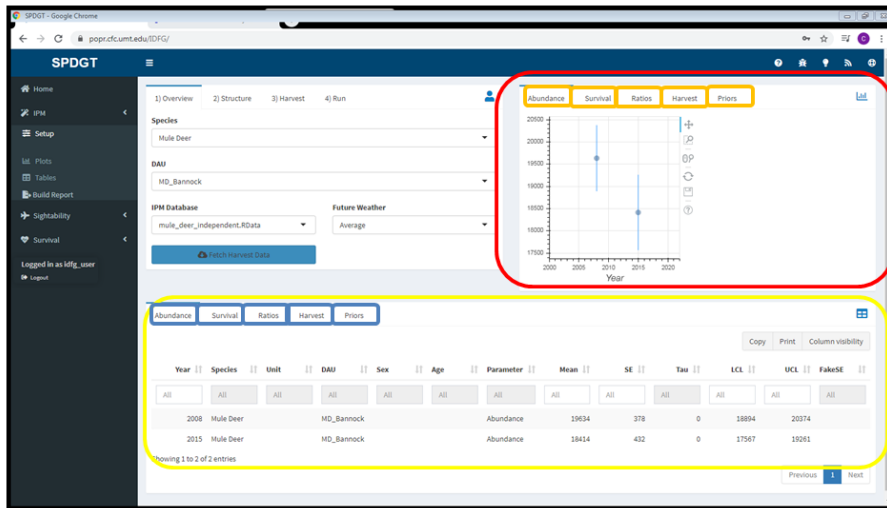 SPDGT - Google Chrome
popr.cfc.umt.edu/IDFG/
C
SPDGT
Home
IPM
Setup
Plots
Tables
Build Report
Sightability
Survival
Logged in as idfg_user
Logout
1) Overview 2) Structure 3) Harvest 4) Run
Species
Mule Deer
DAU
MD_Bannock
IPM Database Future Weather
mule_deer_independent.RData Average
Fetch Harvest Data
Abundance Survival Ratios Harvest Priors
20500
20000
19500
19000
18500
18000
17500
2000 2005 2010 2015 2020
Year
Abundance Survival Ratios Harvest Priors
Copy Print Column visibility
Year Species Unit DAU Sex Age Parameter Mean SE Tau LCL UCL FakeSE
All All All All All All All All All All All All All
2008 Mule Deer MD_Bannock Abundance 19634 378 0 18894 20374
2015 Mule Deer MD_Bannock Abundance 18414 432 0 17567 19261
Showing 1 to 2 of 2 entries
Previous 1 Next